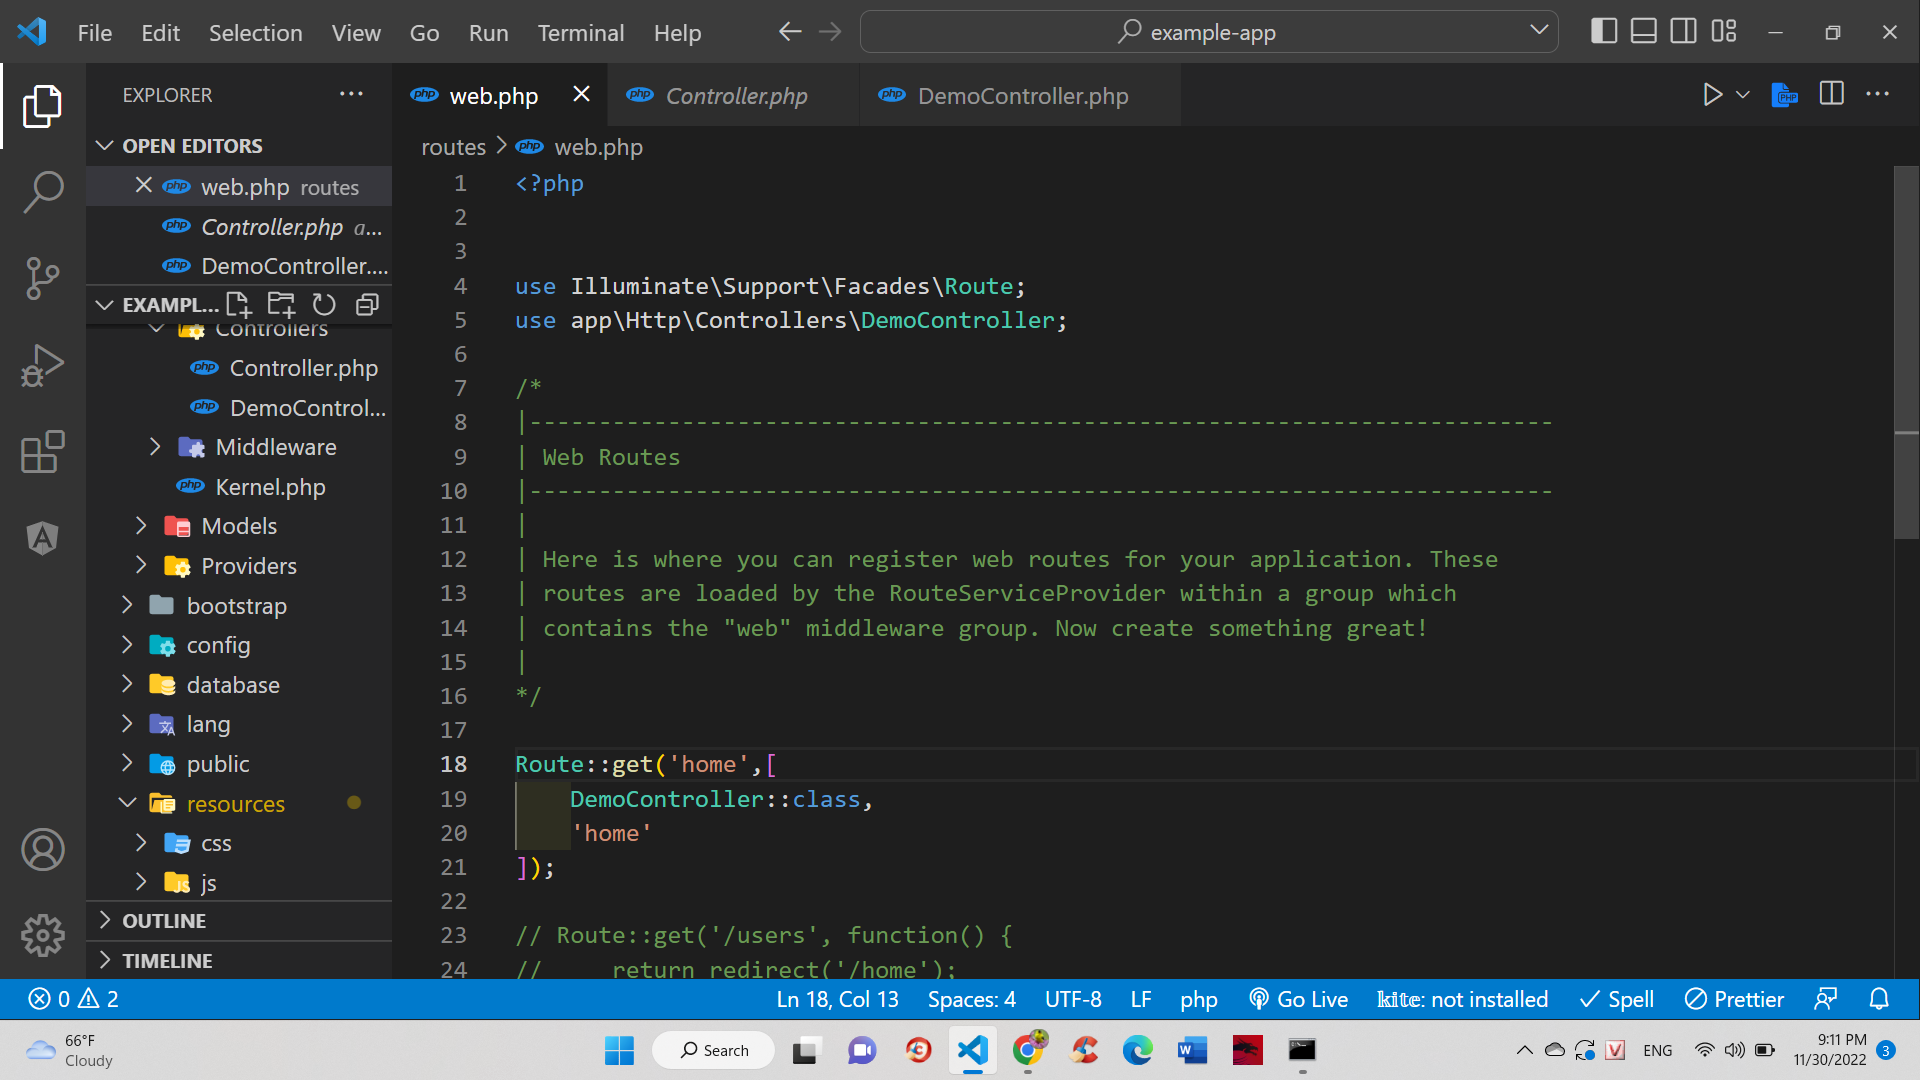 File Edit Selection View Go Run Terminal Help
example-app
EXPLORER
OPEN EDITORS
web.php routes
Controller.php a...
DemoController....
EXAMPL...
Controllers
Controller.php
DemoControl...
Middleware
Kernel.php
Models
Providers
bootstrap
config
database
lang
public
resources
css
js
OUTLINE
TIMELINE
web.php Controller.php DemoController.php
routes > web.php
1 <?php
2
3
4 use Illuminate\Support\Facades\Route;
5 use app\Http\Controllers\DemoController;
6
7 /*
8 |--------------------------------------------------------------------------
9 | Web Routes
10 |--------------------------------------------------------------------------
11 |
12 | Here is where you can register web routes for your application. These
13 | routes are loaded by the RouteServiceProvider within a group which
14 | contains the "web" middleware group. Now create something great!
15 |
16 */
17
18 Route::get('home',[
19     DemoController::class,
20     'home'
21 ]);
22
23 // Route::get('/users', function() {
24 //     return redirect('/home');
0 2 Ln 18, Col 13 Spaces: 4 UTF-8 LF php Go Live kite: not installed Spell Prettier
66°F
Cloudy
Search
ENG
9:11 PM
11/30/2022
3